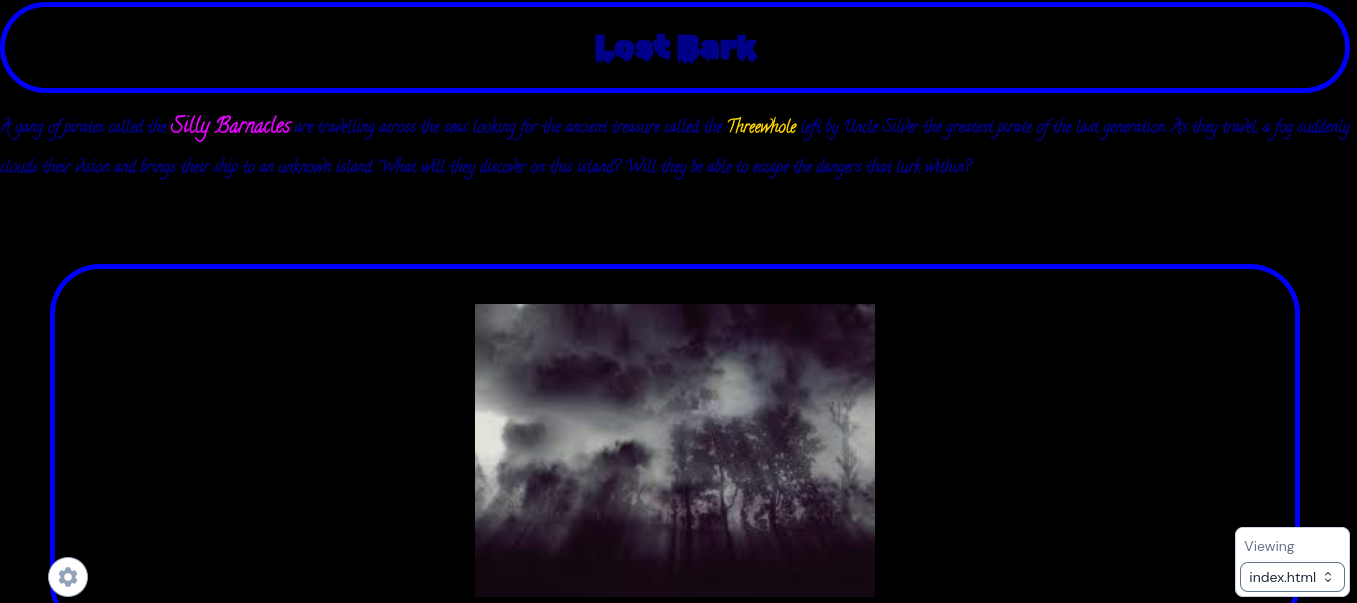 Lost Bark
A gang of pirates called the Silly Barnacles are travelling across the seas looking for the ancient treasure called the Threewhole left by Uncle Silver the greatest pirate of the last generation. As they travel, a fog suddenly
clouds their vision and brings their ship to an unknown island. What will they discover on this island? Will they be able to escape the dangers that lurk within?
Viewing
index.html